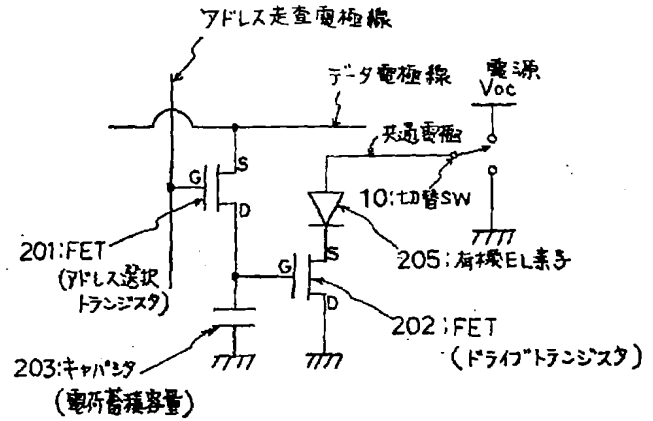 アドレス走査電極線
データ電極線
電源
Voc
共通電極
G
S
D
10:切替SW
201:FET
(アドレス選択
トランジスタ)
205:有機EL素子
G
S
D
202:FET
(ドライブトランジスタ)
203:キャパシタ
(電荷蓄積容量)